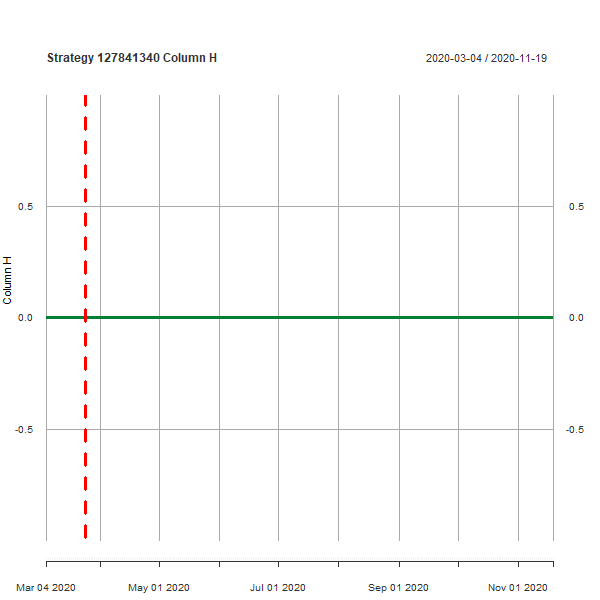 Strategy 127841340 Column H
2020-03-04 / 2020-11-19
0.5
0.5
Column H
0.0
0.0
-0.5
-0.5
Mar 04 2020
May 01 2020
Jul 01 2020
Sep 01 2020
Nov 01 2020